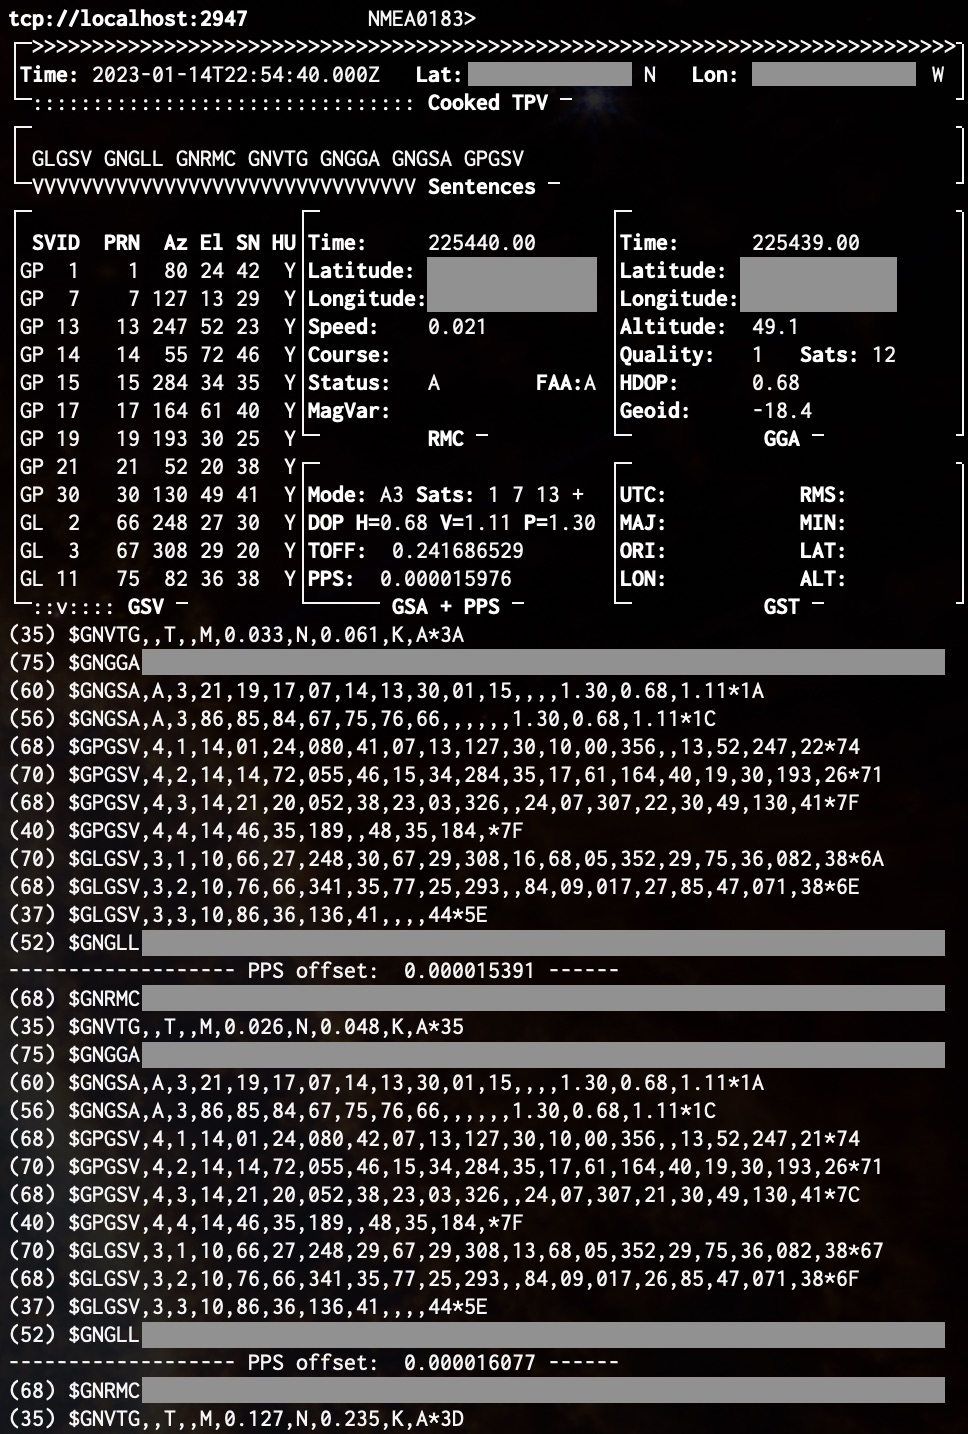 tcp://localhost:2947          NMEA0183>
>>>>>>>>>>>>>>>>>>>>>>>>>>>>>>>>>>>>>>>>>>>>>>>>>>>>>>>>>>>>>>>>>>>>>>>>>>>>>
Time: 2023-01-14T22:54:40.000Z   Lat:               N   Lon:               W
:::::::::::::::::::::::::::::::: Cooked TPV
GLGSV GNGLL GNRMC GNVTG GNGGA GNGSA GPGSV
VVVVVVVVVVVVVVVVVVVVVVVVVVVVVVVV Sentences
SVID  PRN  Az El SN HU Time:     225440.00       Time:      225439.00
GP  1    1  80 24 42  Y Latitude:                Latitude:
GP  7    7 127 13 29  Y Longitude:               Longitude:
GP 13   13 247 52 23  Y Speed:    0.021          Altitude:  49.1
GP 14   14  55 72 46  Y Course:                  Quality:   1   Sats: 12
GP 15   15 284 34 35  Y Status:   A        FAA:A HDOP:      0.68
GP 17   17 164 61 40  Y MagVar:                  Geoid:     -18.4
GP 19   19 193 30 25  Y RMC                      GGA
GP 21   21  52 20 38  Y
GP 30   30 130 49 41  Y Mode: A3 Sats: 1 7 13 +  UTC:           RMS:
GL  2   66 248 27 30  Y DOP H=0.68 V=1.11 P=1.30 MAJ:           MIN:
GL  3   67 308 29 20  Y TOFF:  0.241686529       ORI:           LAT:
GL 11   75  82 36 38  Y PPS:  0.000015976        LON:           ALT:
::v:::: GSV             GSA + PPS                GST
(35) $GNVTG,,T,,M,0.033,N,0.061,K,A*3A
(75) $GNGGA
(60) $GNGSA,A,3,21,19,17,07,14,13,30,01,15,,,,1.30,0.68,1.11*1A
(56) $GNGSA,A,3,86,85,84,67,75,76,66,,,,,,1.30,0.68,1.11*1C
(68) $GPGSV,4,1,14,01,24,080,41,07,13,127,30,10,00,356,,13,52,247,22*74
(70) $GPGSV,4,2,14,14,72,055,46,15,34,284,35,17,61,164,40,19,30,193,26*71
(68) $GPGSV,4,3,14,21,20,052,38,23,03,326,,24,07,307,22,30,49,130,41*7F
(40) $GPGSV,4,4,14,46,35,189,,48,35,184,*7F
(70) $GLGSV,3,1,10,66,27,248,30,67,29,308,16,68,05,352,29,75,36,082,38*6A
(68) $GLGSV,3,2,10,76,66,341,35,77,25,293,,84,09,017,27,85,47,071,38*6E
(37) $GLGSV,3,3,10,86,36,136,41,,,,44*5E
(52) $GNGLL
------------------- PPS offset:  0.000015391 ------
(68) $GNRMC
(35) $GNVTG,,T,,M,0.026,N,0.048,K,A*35
(75) $GNGGA
(60) $GNGSA,A,3,21,19,17,07,14,13,30,01,15,,,,1.30,0.68,1.11*1A
(56) $GNGSA,A,3,86,85,84,67,75,76,66,,,,,,1.30,0.68,1.11*1C
(68) $GPGSV,4,1,14,01,24,080,42,07,13,127,30,10,00,356,,13,52,247,21*74
(70) $GPGSV,4,2,14,14,72,055,46,15,34,284,35,17,61,164,40,19,30,193,26*71
(68) $GPGSV,4,3,14,21,20,052,38,23,03,326,,24,07,307,21,30,49,130,41*7C
(40) $GPGSV,4,4,14,46,35,189,,48,35,184,*7F
(70) $GLGSV,3,1,10,66,27,248,29,67,29,308,13,68,05,352,29,75,36,082,38*67
(68) $GLGSV,3,2,10,76,66,341,35,77,25,293,,84,09,017,26,85,47,071,38*6F
(37) $GLGSV,3,3,10,86,36,136,41,,,,44*5E
(52) $GNGLL
------------------- PPS offset:  0.000016077 ------
(68) $GNRMC
(35) $GNVTG,,T,,M,0.127,N,0.235,K,A*3D